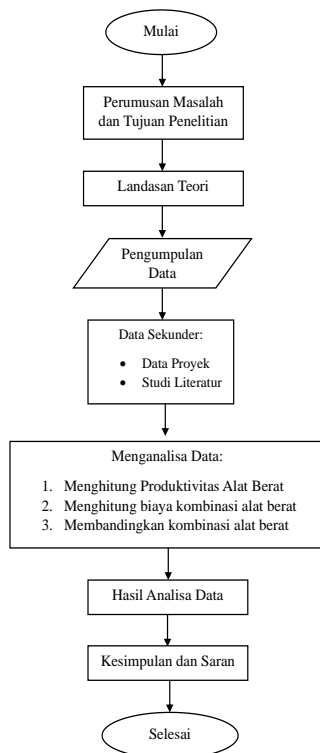 Mulai
Perumusan Masalah
dan Tujuan Penelitian
Landasan Teori
Pengumpulan
Data
Data Sekunder:
• Data Proyek
• Studi Literatur
Menganalisa Data:
1. Menghitung Produktivitas Alat Berat
2. Menghitung biaya kombinasi alat berat
3. Membandingkan kombinasi alat berat
Hasil Analisa Data
Kesimpulan dan Saran
Selesai